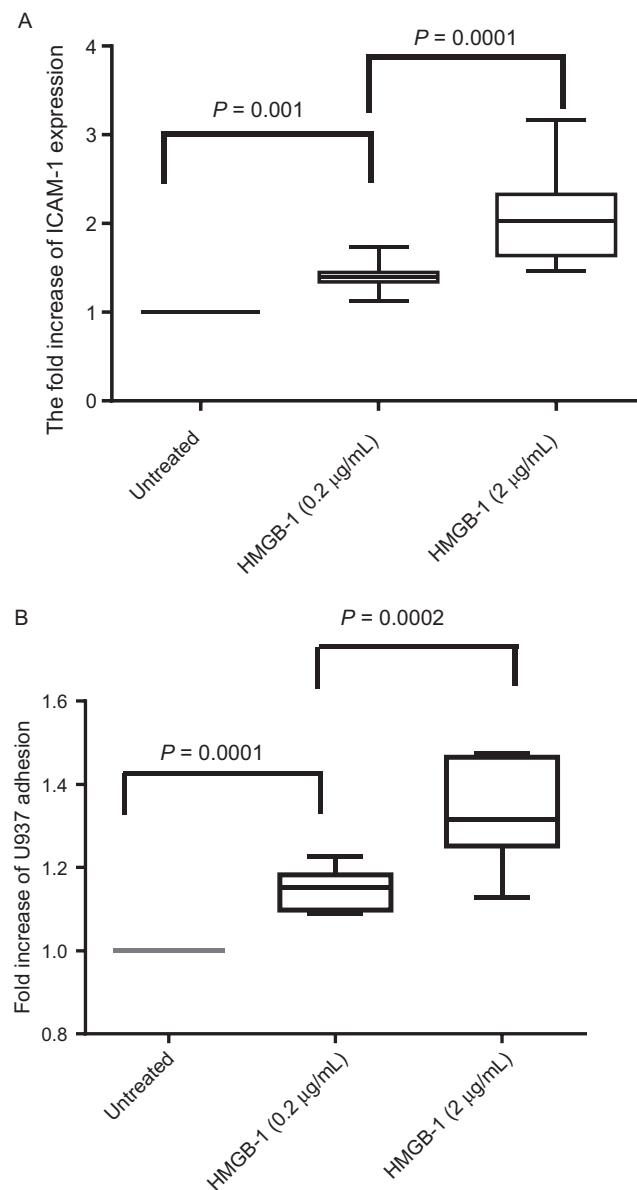 A
P = 0.0001
P = 0.001
The fold increase of ICAM-1 expression
4
3
2
1
0
Untreated
HMGB-1 (0.2 μg/mL)
HMGB-1 (2 μg/mL)
B
P = 0.0002
P = 0.0001
Fold increase of U937 adhesion
1.6
1.4
1.2
1.0
0.8
Untreated
HMGB-1 (0.2 μg/mL)
HMGB-1 (2 μg/mL)